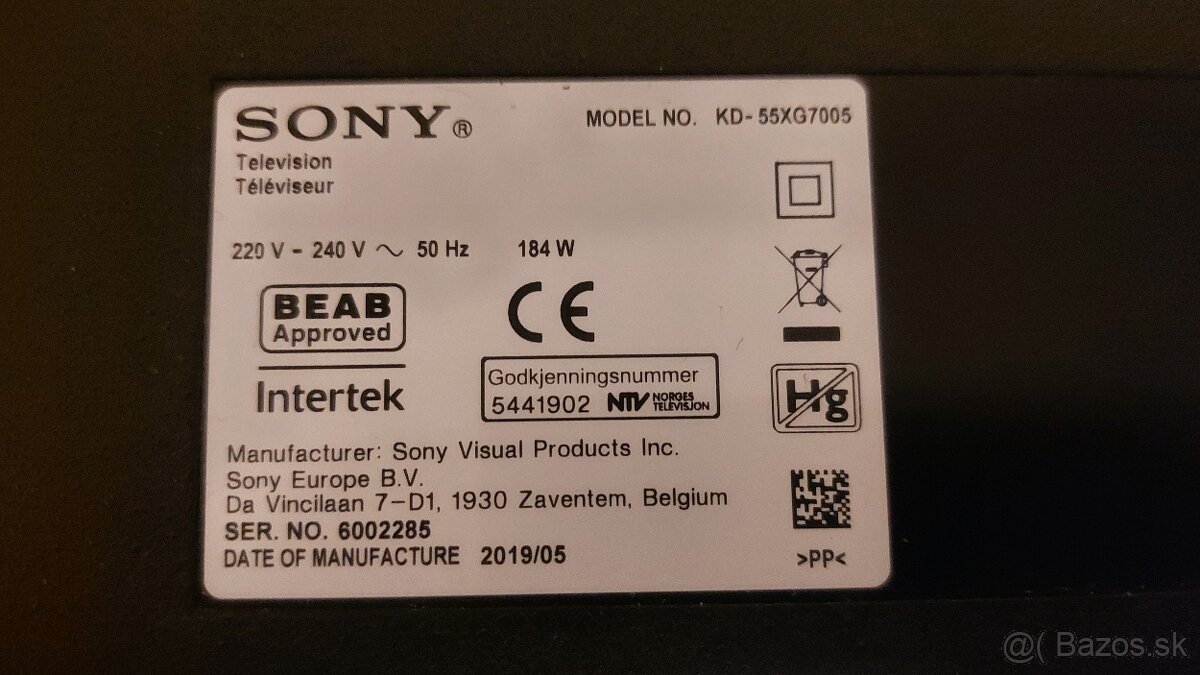 SONY®
MODEL NO. KD-55XG7005
Television
Téléviseur
220 V - 240 V ~ 50 Hz 184 W
BEAB
Approved
Intertek
CE
Godkjenningsnummer
5441902 NTV NORGES TELEVISJON
Hg
Manufacturer: Sony Visual Products Inc.
Sony Europe B.V.
Da Vincilaan 7-D1, 1930 Zaventem, Belgium
SER. NO. 6002285
DATE OF MANUFACTURE 2019/05
>PP<
@( Bazos.sk